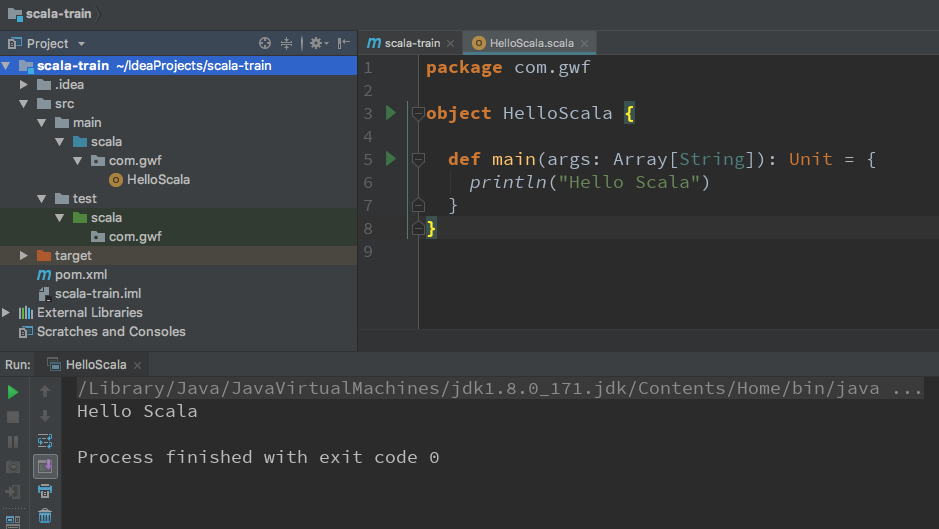 scala-train
Project
scala-train ~/IdeaProjects/scala-train
.idea
src
main
scala
com.gwf
HelloScala
test
scala
com.gwf
target
pom.xml
scala-train.iml
External Libraries
Scratches and Consoles
scala-train HelloScala.scala
1 package com.gwf
2
3 object HelloScala {
4
5 def main(args: Array[String]): Unit = {
6 println("Hello Scala")
7 }
8 }
9
Run: HelloScala
/Library/Java/JavaVirtualMachines/jdk1.8.0_171.jdk/Contents/Home/bin/java ...
Hello Scala
Process finished with exit code 0